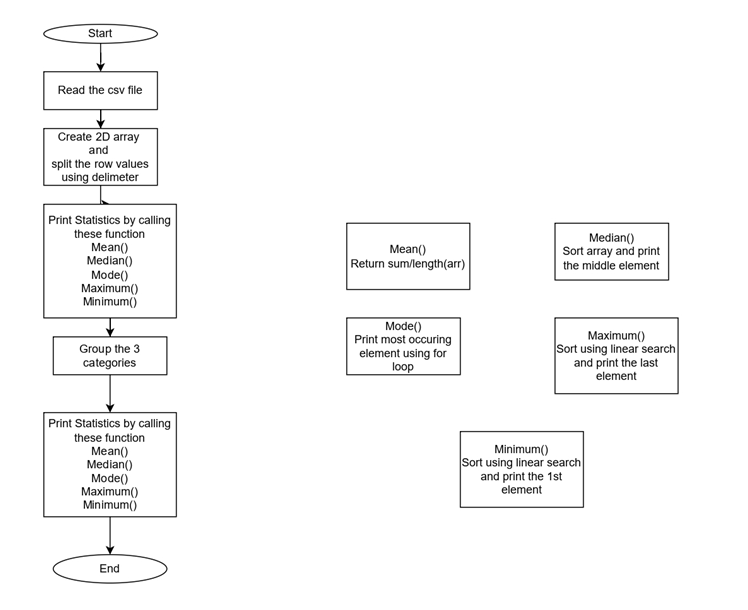 Start
Read the csv file
Create 2D array
and
split the row values
using delimeter
Print Statistics by calling
these function
Mean()
Median()
Mode()
Maximum()
Minimum()
Group the 3
categories
Print Statistics by calling
these function
Mean()
Median()
Mode()
Maximum()
Minimum()
End
Mean()
Return sum/length(arr)
Median()
Sort array and print
the middle element
Mode()
Print most occuring
element using for
loop
Maximum()
Sort using linear search
and print the last
element
Minimum()
Sort using linear search
and print the 1st
element